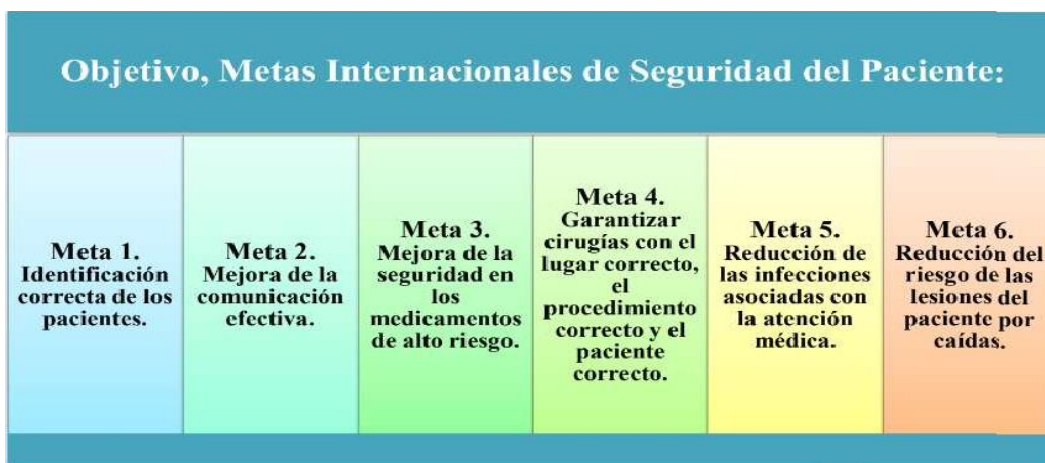 Objetivo, Metas Internacionales de Seguridad del Paciente:
Meta 1.
Identificación
correcta de los
pacientes.
Meta 2.
Mejora de la
comunicación
efectiva.
Meta 3.
Mejora de la
seguridad en
los
medicamentos
de alto riesgo.
Meta 4.
Garantizar
cirugías con el
lugar correcto,
el
procedimiento
correcto y el
paciente
correcto.
Meta 5.
Reducción de
las infecciones
asociadas con
la atención
médica.
Meta 6.
Reducción del
riesgo de las
lesiones del
paciente por
caídas.